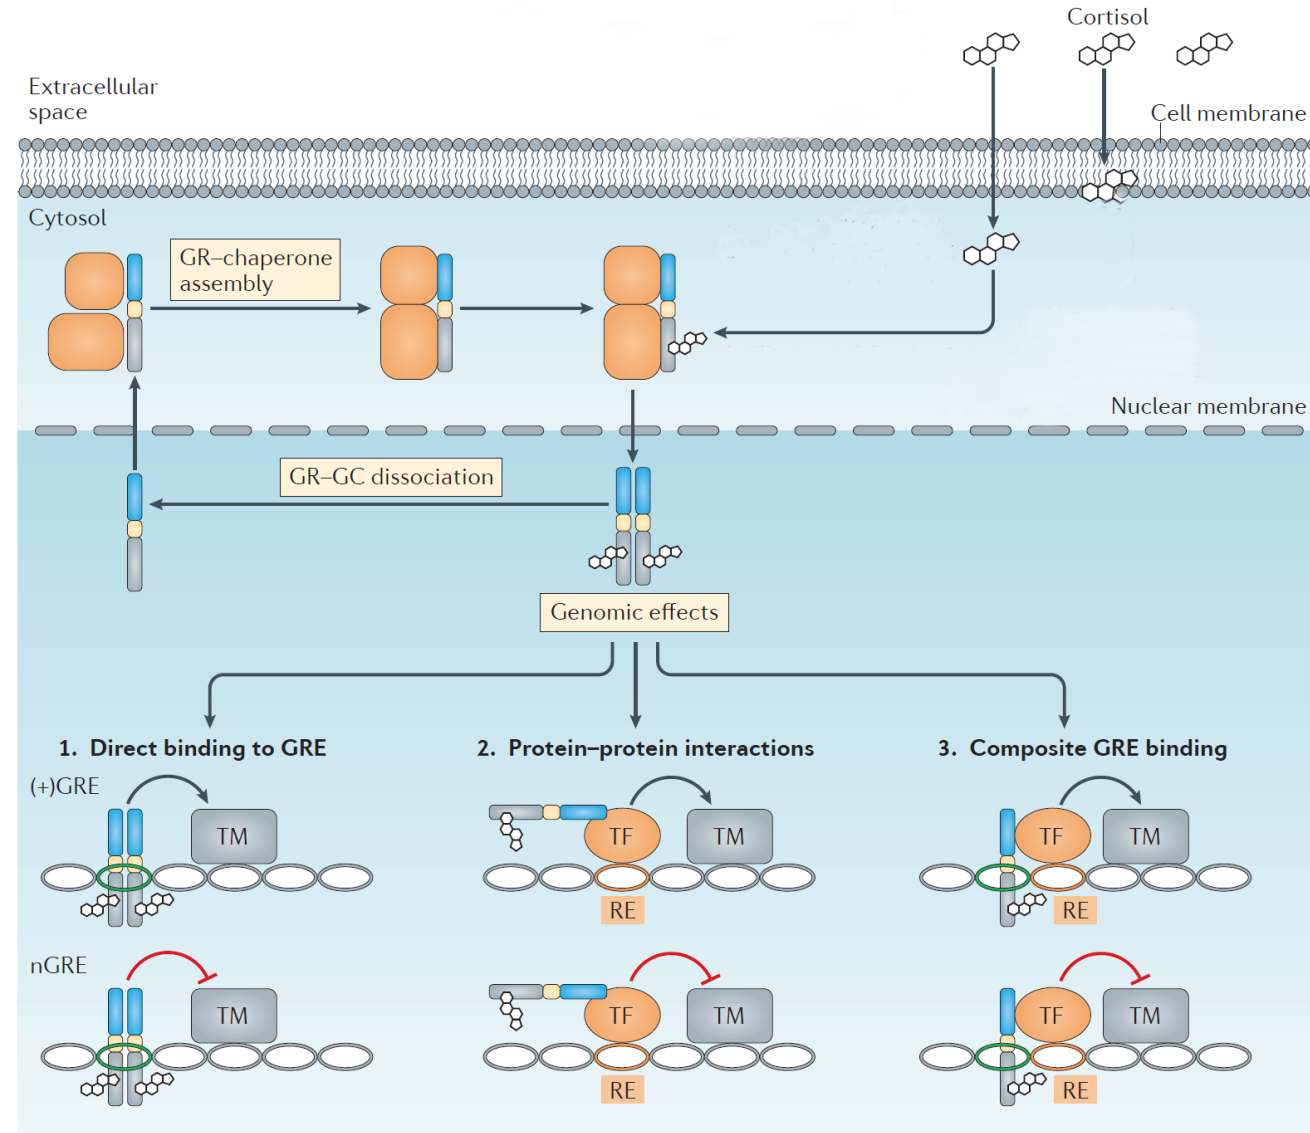 Cortisol
Extracellular
space
Cell membrane
Cytosol
GR–chaperone
assembly
Nuclear membrane
GR–GC dissociation
Genomic effects
1. Direct binding to GRE
2. Protein–protein interactions
3. Composite GRE binding
(+)GRE
TM
TF
TM
TF
TM
RE
RE
nGRE
TM
TF
TM
TF
TM
RE
RE